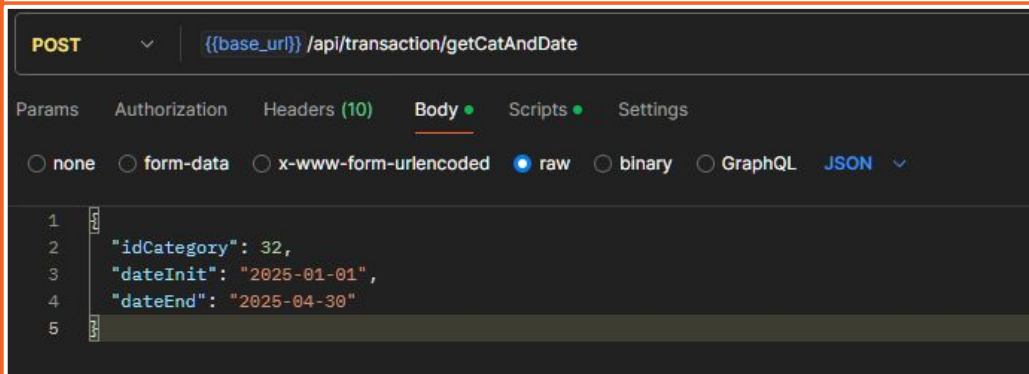 POST {{base_url}} /api/transaction/getCatAndDate
Params Authorization Headers (10) Body Scripts Settings
none form-data x-www-form-urlencoded raw binary GraphQL JSON
1 {
2 "idCategory": 32,
3 "dateInit": "2025-01-01",
4 "dateEnd": "2025-04-30"
5 }